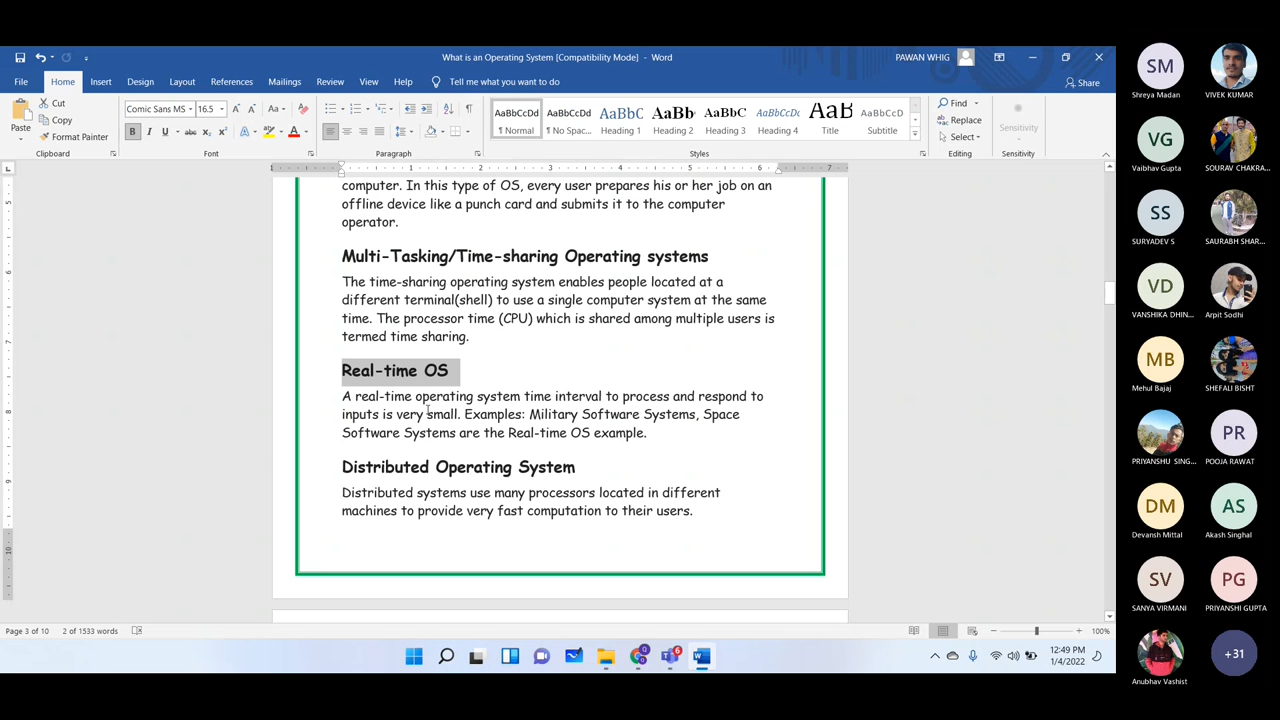 What is an Operating System [Compatibility Mode] - Word
PAWAN WHIG
File Home Insert Design Layout References Mailings Review View Help Tell me what you want to do
Share
Paste
Cut
Copy
Format Painter
Clipboard
Comic Sans MS 16.5
Font
Paragraph
AaBbCcDd AaBbCcDd AaBbC AaBb AaBbC AaBbCcDc AaB AaBbCcD
¶ Normal ¶ No Spac... Heading 1 Heading 2 Heading 3 Heading 4 Title Subtitle
Styles
Find
Replace
Select
Editing
Sensitivity
Sensitivity
computer. In this type of OS, every user prepares his or her job on an
offline device like a punch card and submits it to the computer
operator.
Multi-Tasking/Time-sharing Operating systems
The time-sharing operating system enables people located at a
different terminal(shell) to use a single computer system at the same
time. The processor time (CPU) which is shared among multiple users is
termed time sharing.
Real-time OS
A real-time operating system time interval to process and respond to
inputs is very small. Examples: Military Software Systems, Space
Software Systems are the Real-time OS example.
Distributed Operating System
Distributed systems use many processors located in different
machines to provide very fast computation to their users.
Page 3 of 10 2 of 1533 words
100%
12:49 PM
1/4/2022
SM
Shreya Madan
VIVEK KUMAR
VG
Vaibhav Gupta
SOURAV CHAKRA...
SS
SURYADEV S
SAURABH SHAR...
VD
VANSHIKA DHIN...
Arpit Sodhi
MB
Mehul Bajaj
SHEFALI BISHT
PRIYANSHU SING...
PR
POOJA RAWAT
DM
Devansh Mittal
AS
Akash Singhal
SV
SANYA VIRMANI
PG
PRIYANSHI GUPTA
Anubhav Vashist
+31